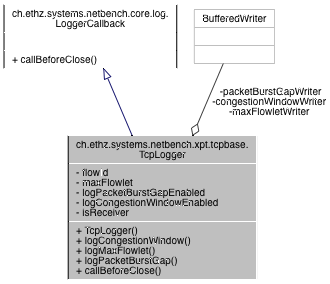 ch.ethz.systems.netbench.core.log.
LoggerCallback
+ callBeforeClose()
BufferedWriter
-packetBurstGapWriter
-congestionWindowWriter
-maxFlowletWriter
ch.ethz.systems.netbench.xpt.tcpbase.
TcpLogger
- flowId
- maxFlowlet
- logPacketBurstGapEnabled
- logCongestionWindowEnabled
- isReceiver
+ TcpLogger()
+ logCongestionWindow()
+ logMaxFlowlet()
+ logPacketBurstGap()
+ callBeforeClose()